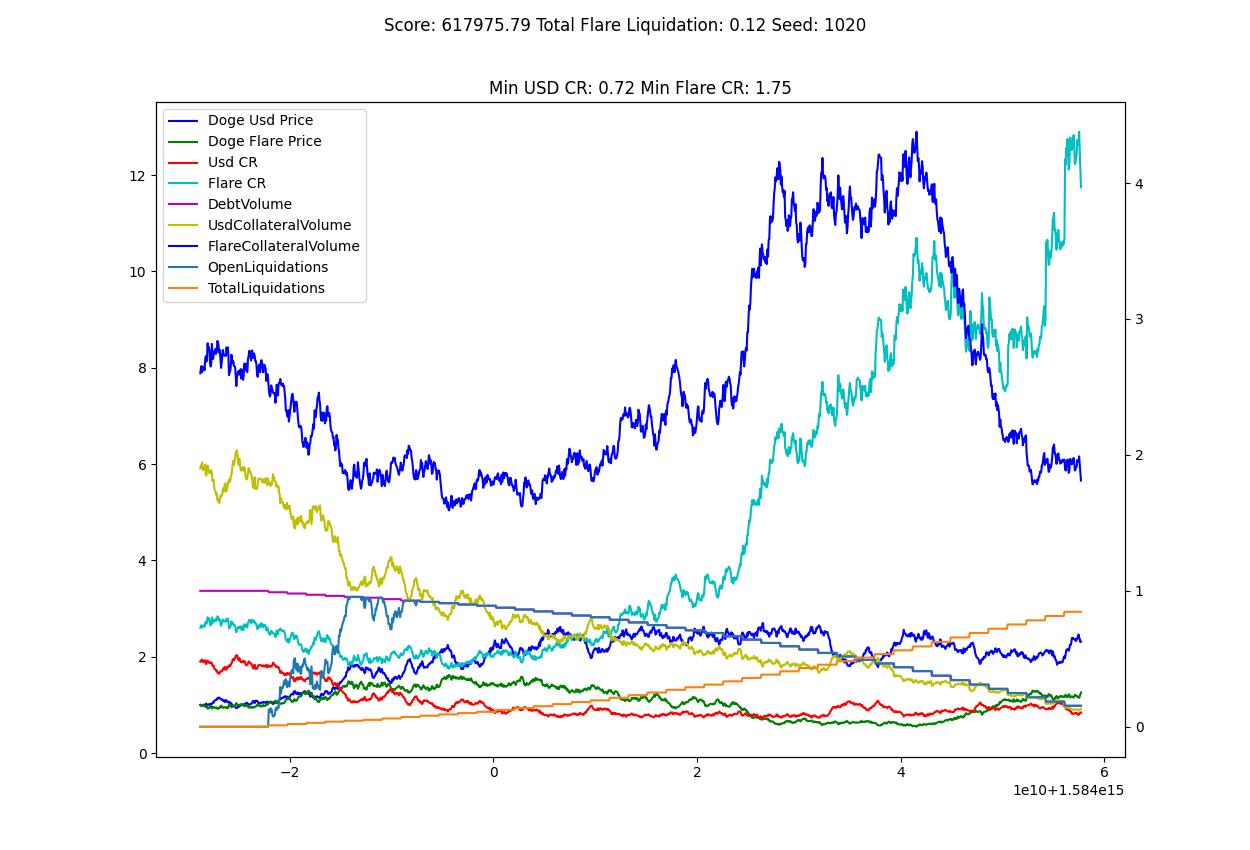 Score: 617975.79 Total Flare Liquidation: 0.12 Seed: 1020
Min USD CR: 0.72 Min Flare CR: 1.75
Doge Usd Price
Doge Flare Price
Usd CR
Flare CR
DebtVolume
UsdCollateralVolume
FlareCollateralVolume
OpenLiquidations
TotalLiquidations
12
10
8
6
4
2
0
4
3
2
1
0
−2
0
2
4
6
1e10+1.584e15